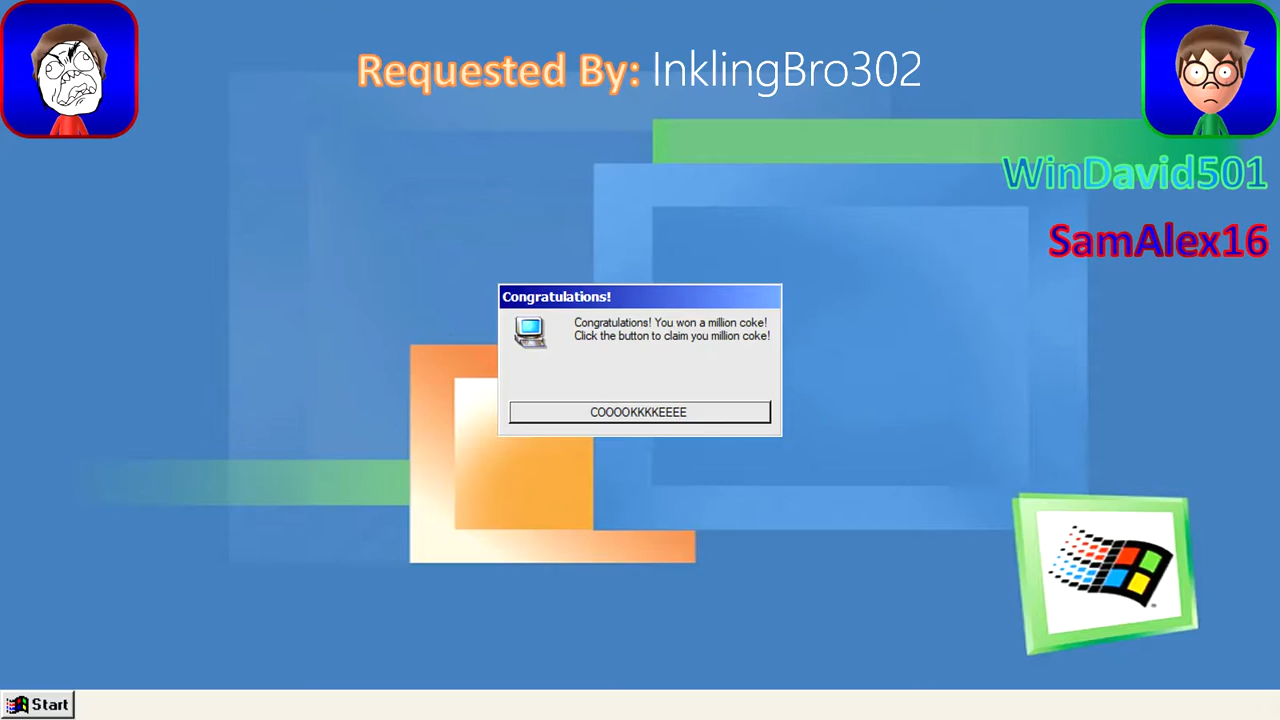 Requested By: InklingBro302
WinDavid501
SamAlex16
Congratulations!
Congratulations! You won a million coke!
Click the button to claim you million coke!
COOOOKKKKEEEE
Start